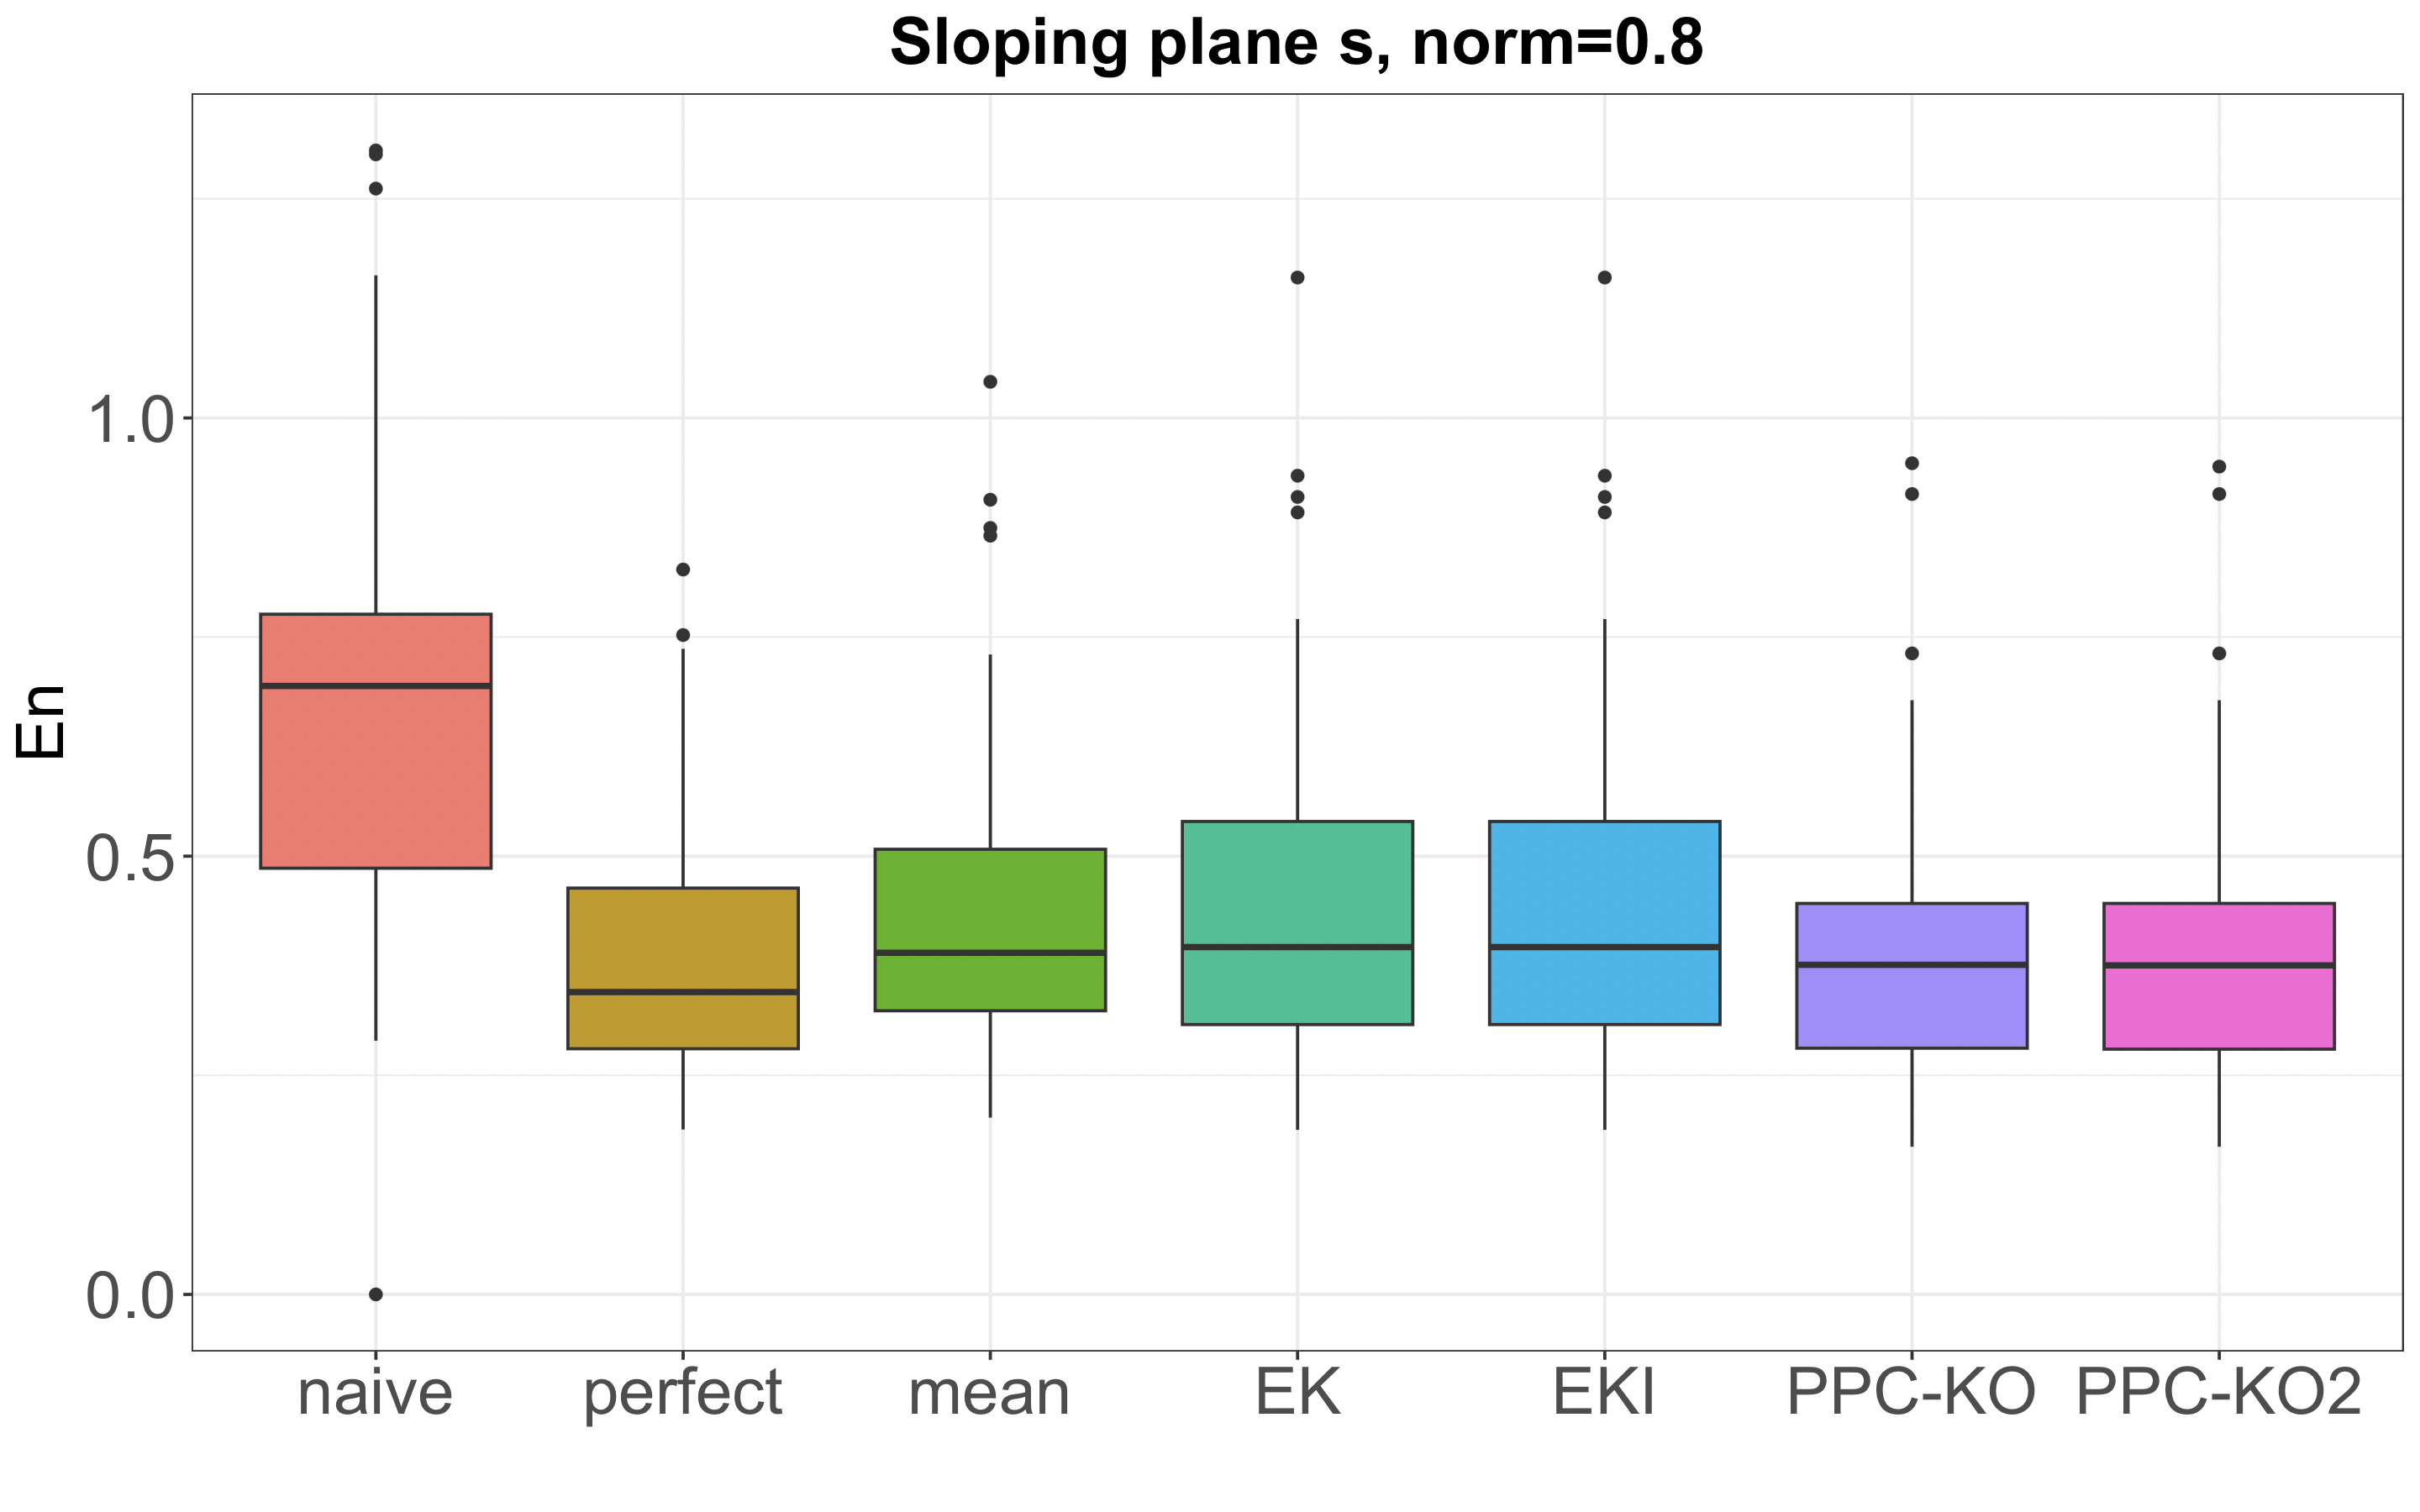 Sloping plane s, norm=0.8
En
1.0
0.5
0.0
naive perfect mean EK EKI PPC-KO PPC-KO2